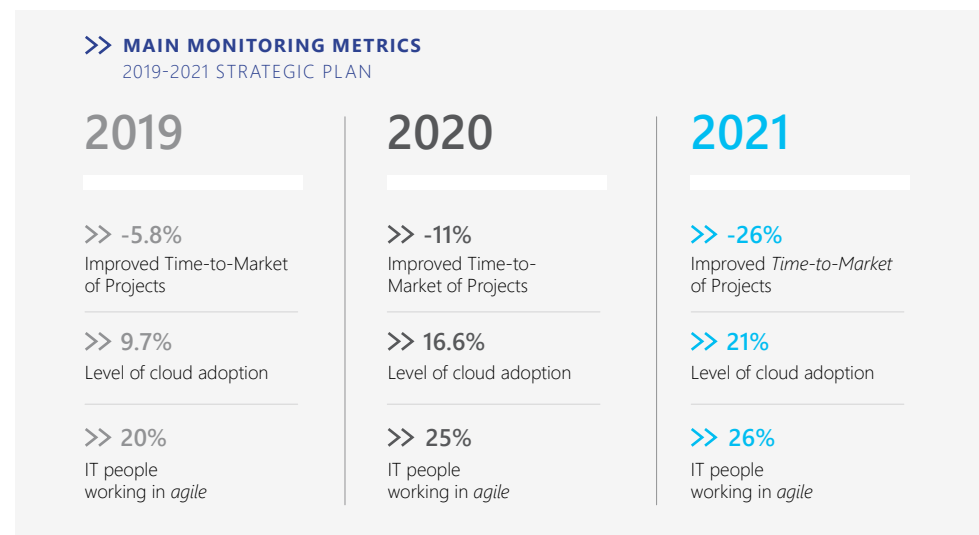 >> MAIN MONITORING METRICS
2019-2021 STRATEGIC PLAN
2019
>> -5.8%
Improved Time-to-Market
of Projects
>> 9.7%
Level of cloud adoption
>> 20%
IT people
working in agile
2020
>> -11%
Improved Time-to-
Market of Projects
>> 16.6%
Level of cloud adoption
>> 25%
IT people
working in agile
2021
>> -26%
Improved Time-to-Market
of Projects
>> 21%
Level of cloud adoption
>> 26%
IT people
working in agile